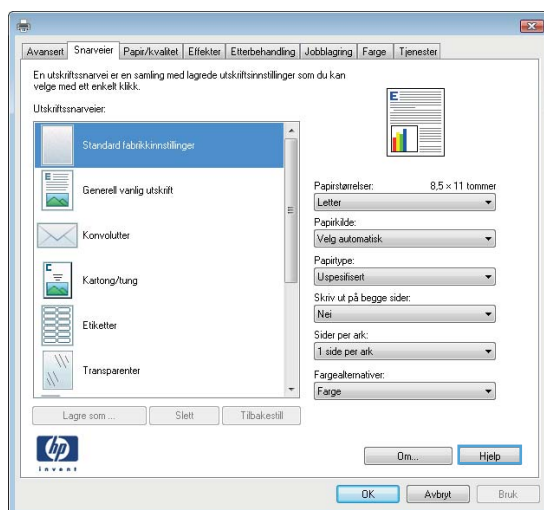 Avansert Snarveier Papir/kvalitet Effekter Etterbehandling Jobblagring Farge Tjenester
En utskriftssnarvei er en samling med lagrede utskriftsinnstillinger som du kan
velge med ett enkelt klikk.
Utskriftssnarveier:
Standard fabrikkinnstillinger
Generell vanlig utskrift
Konvolutter
Kartong/tung
Etiketter
Transparenter
Lagre som ... Slett Tilbakestill
E
Papirstørrelser: 8,5 × 11 tommer
Letter
Papirkilde:
Velg automatisk
Papirtype:
Uspesifisert
Skriv ut på begge sider:
Nei
Sider per ark:
1 side per ark
Fargealternativer:
Farge
hp
invent
Om... Hjelp
OK Avbryt Bruk